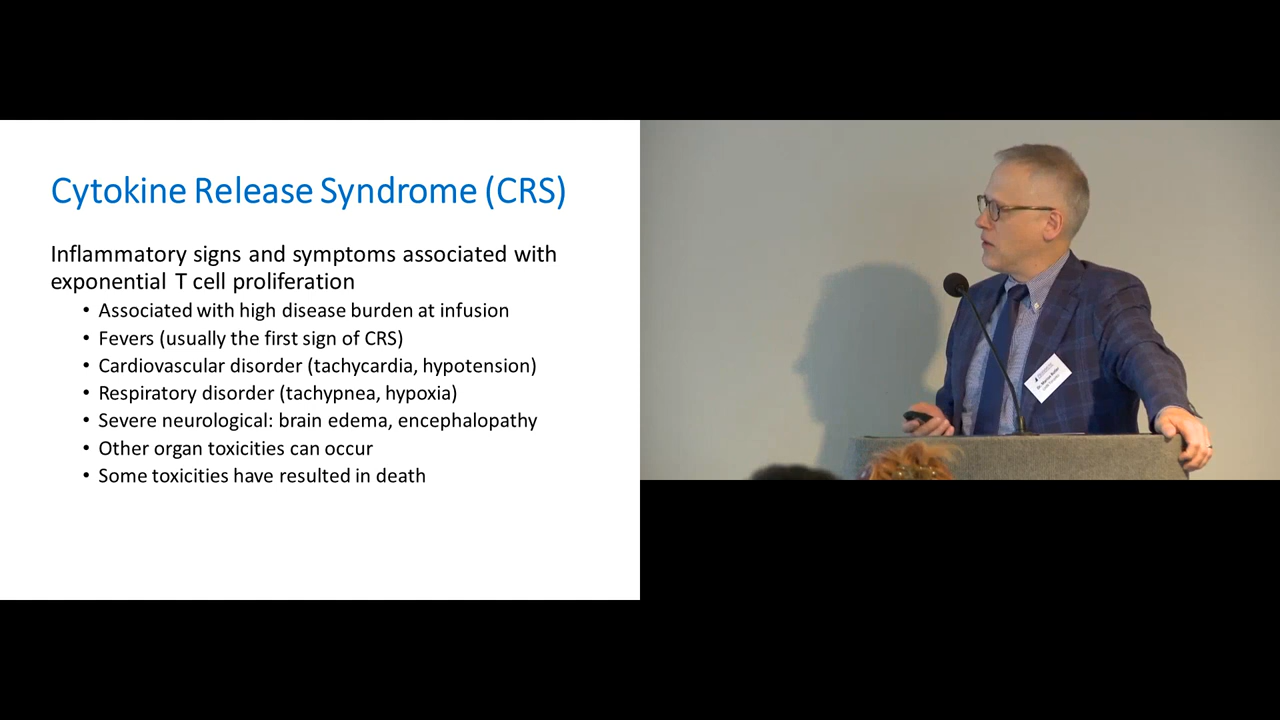 Cytokine Release Syndrome (CRS)
Inflammatory signs and symptoms associated with
exponential T cell proliferation
• Associated with high disease burden at infusion
• Fevers (usually the first sign of CRS)
• Cardiovascular disorder (tachycardia, hypotension)
• Respiratory disorder (tachypnea, hypoxia)
• Severe neurological: brain edema, encephalopathy
• Other organ toxicities can occur
• Some toxicities have resulted in death